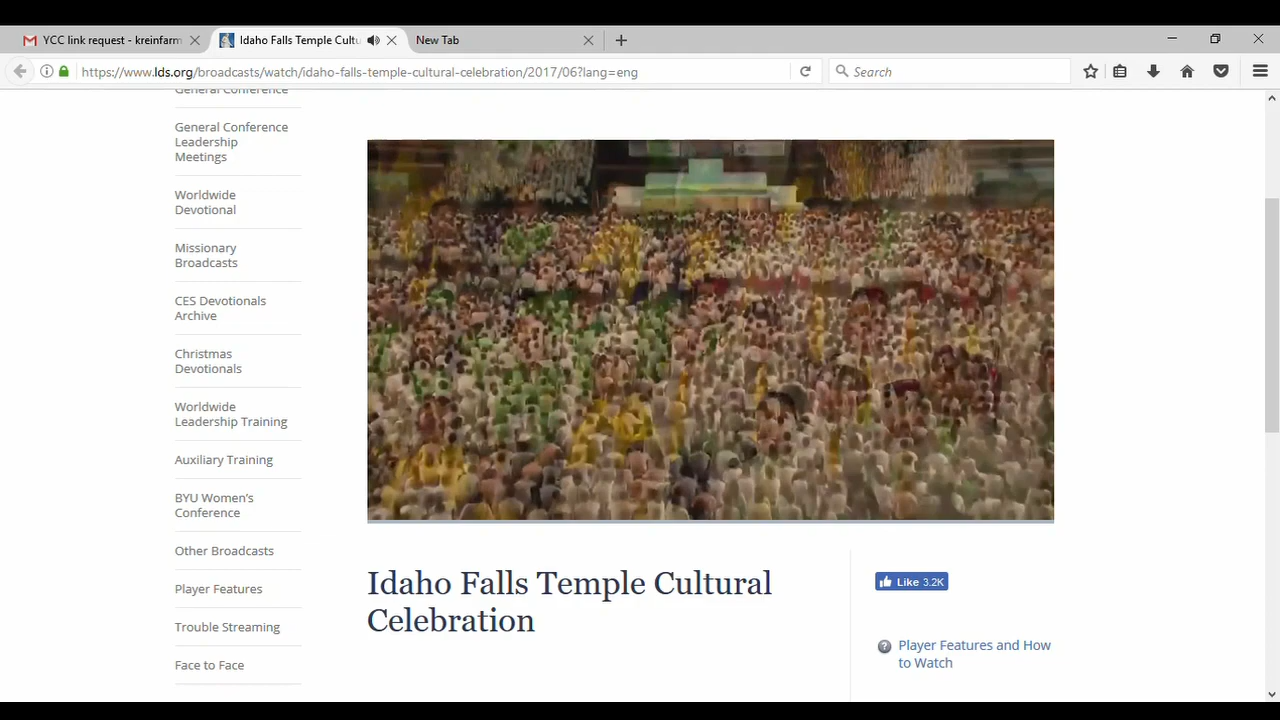 YCC link request - kreinfarm
Idaho Falls Temple Cultu
New Tab
https://www.lds.org/broadcasts/watch/idaho-falls-temple-cultural-celebration/2017/06?lang=eng
Search
General Conference
General Conference
Leadership
Meetings
Worldwide
Devotional
Missionary
Broadcasts
CES Devotionals
Archive
Christmas
Devotionals
Worldwide
Leadership Training
Auxiliary Training
BYU Women's
Conference
Other Broadcasts
Player Features
Trouble Streaming
Face to Face
Idaho Falls Temple Cultural
Celebration
Like 3.2K
Player Features and How
to Watch